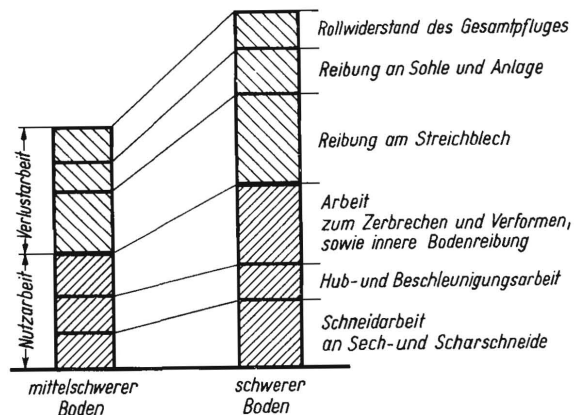 Rollwiderstand des Gesamtpfluges
Reibung an Sohle und Anlage
Reibung am Streichblech
Arbeit
zum Zerbrechen und Verformen,
sowie innere Bodenreibung
Hub- und Beschleunigungsarbeit
Schneidarbeit
an Sech- und Scharschneide
Verlustarbeit
Nutzarbeit
mittelschwerer
Boden
schwerer
Boden